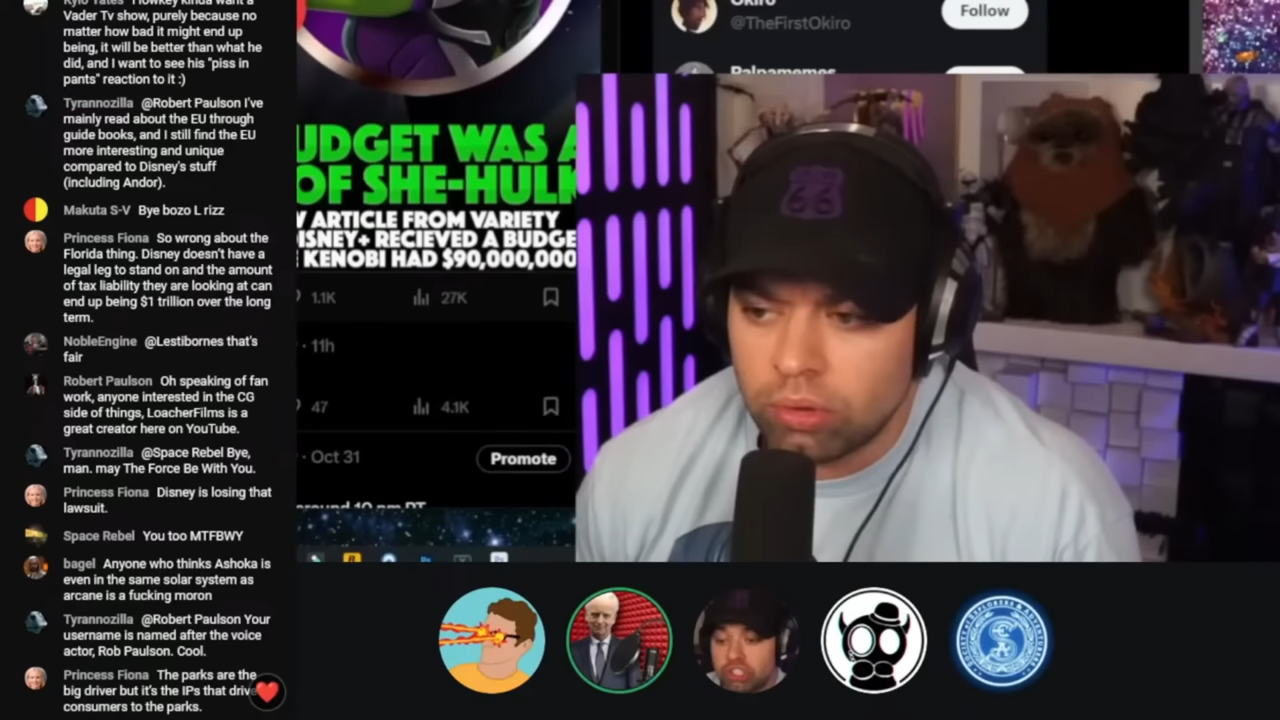 Kylo Yates Howkey kinda want a
Vader Tv show, purely because no
matter how bad it might end up
being, it will be better than what he
did, and I want to see his "piss in
pants" reaction to it :)
Tyrannozilla @Robert Paulson I've
mainly read about the EU through
guide books, and I still find the EU
more interesting and unique
compared to Disney's stuff
(including Andor).
Makuta S-V Bye bozo L rizz
Princess Fiona So wrong about the
Florida thing. Disney doesn't have a
legal leg to stand on and the amount
of tax liability they are looking at can
end up being $1 trillion over the long
term.
NobleEngine @Lestibornes that's
fair
Robert Paulson Oh speaking of fan
work, anyone interested in the CG
side of things, LoacherFilms is a
great creator here on YouTube.
Tyrannozilla @Space Rebel Bye,
man. may The Force Be With You.
Princess Fiona Disney is losing that
lawsuit.
Space Rebel You too MTFBWY
bagel Anyone who thinks Ashoka is
even in the same solar system as
arcane is a fucking moron
Tyrannozilla @Robert Paulson Your
username is named after the voice
actor, Rob Paulson. Cool.
Princess Fiona The parks are the
big driver but it's the IPs that drive
consumers to the parks.
UDGET WAS A
OF SHE-HULK
V ARTICLE FROM VARIETY
DISNEY+ RECIEVED A BUDGE
KENOBI HAD $90,000,000
1.1K 27K
· 11h
47 4.1K
· Oct 31
Promote
around 10 pm PT
Okiro
@TheFirstOkiro
Follow
Palpamemes
66